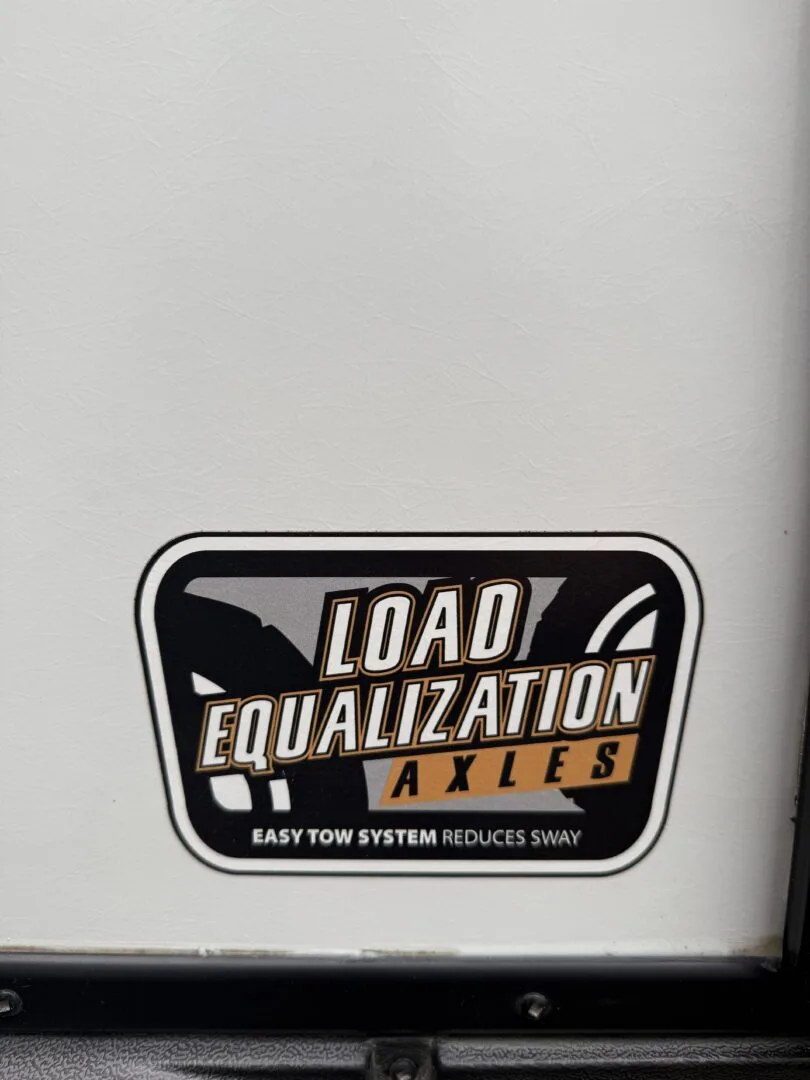 LOAD
EQUALIZATION
AXLES
EASY TOW SYSTEM REDUCES SWAY